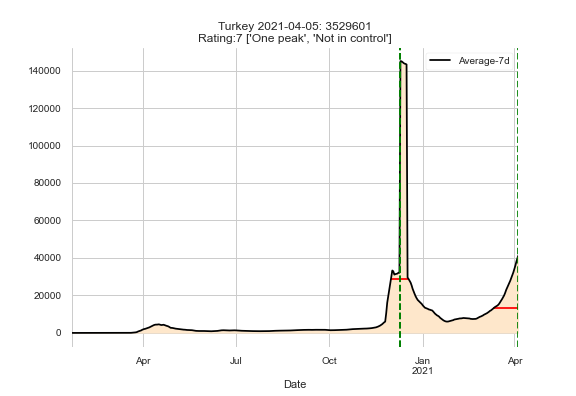 Turkey 2021-04-05: 3529601
Rating:7 ['One peak', 'Not in control']
Average-7d
140000
120000
100000
80000
60000
40000
20000
0
Apr
Jul
Oct
Jan
2021
Apr
Date